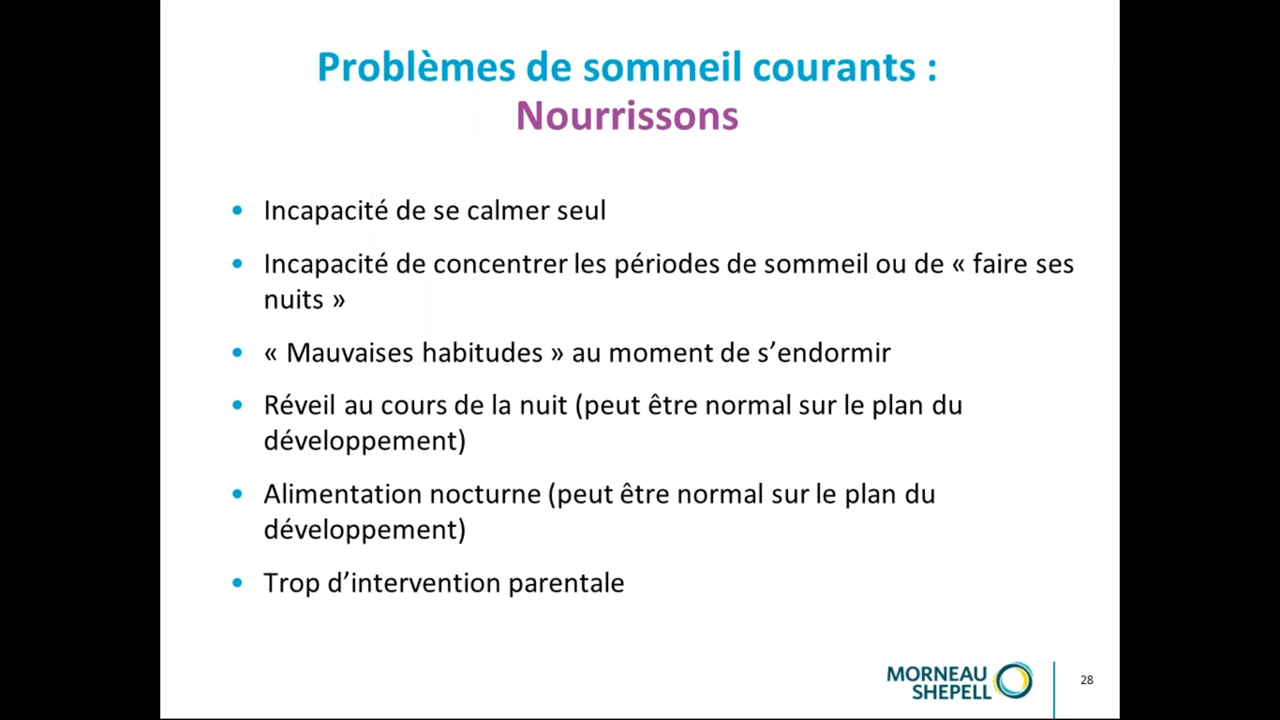 Problèmes de sommeil courants :
Nourrissons
• Incapacité de se calmer seul
• Incapacité de concentrer les périodes de sommeil ou de « faire ses
nuits »
• « Mauvaises habitudes » au moment de s’endormir
• Réveil au cours de la nuit (peut être normal sur le plan du
développement)
• Alimentation nocturne (peut être normal sur le plan du
développement)
• Trop d’intervention parentale
MORNEAU
SHEPELL
28